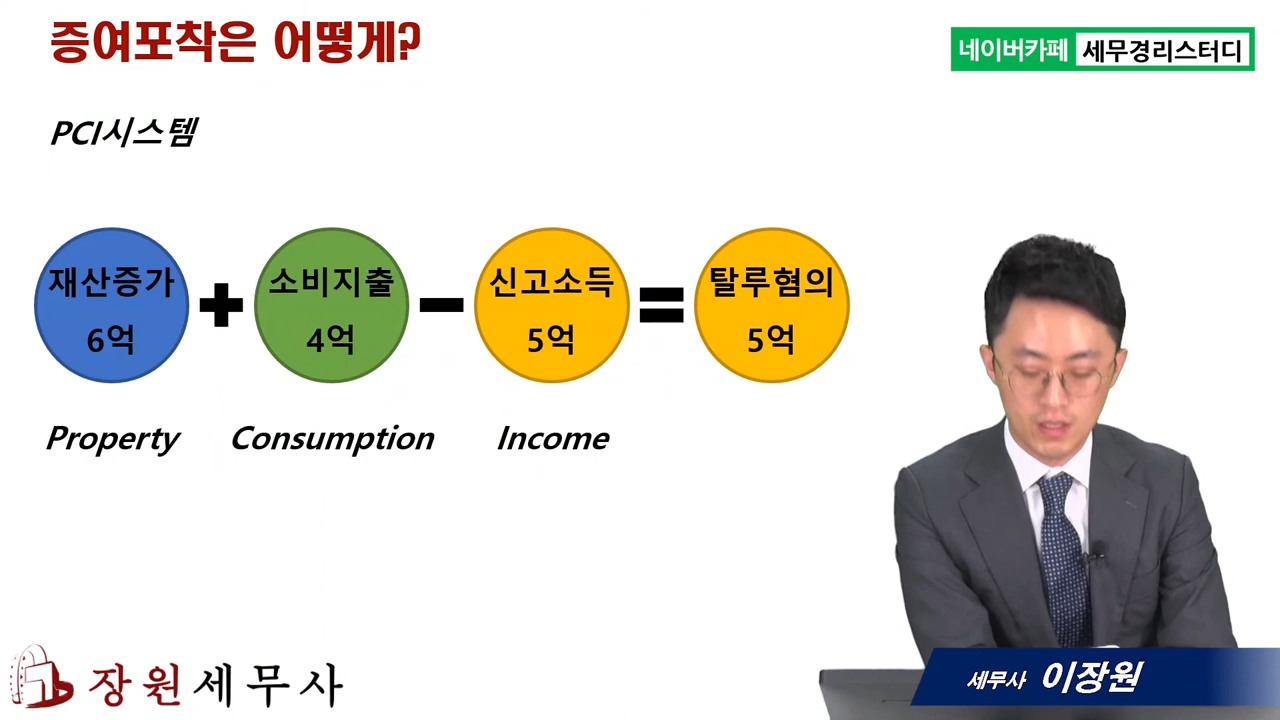 증여포착은 어떻게?
네이버카페 세무경리스터디
PCI시스템
재산증가 + 소비지출 - 신고소득 = 탈루혐의
6억 4억 5억 5억
Property Consumption Income
장원세무사
세무사 이장원